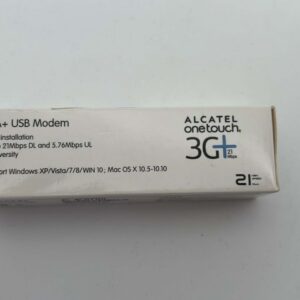 + USB Modem
installation
21Mbps DL and 5.76Mbps UL
versity
ort Windows XP/Vista/7/8/WIN 10; Mac OS X 10.5-10.10
ALCATEL
onetouch.
3G+
21
Mbps
21